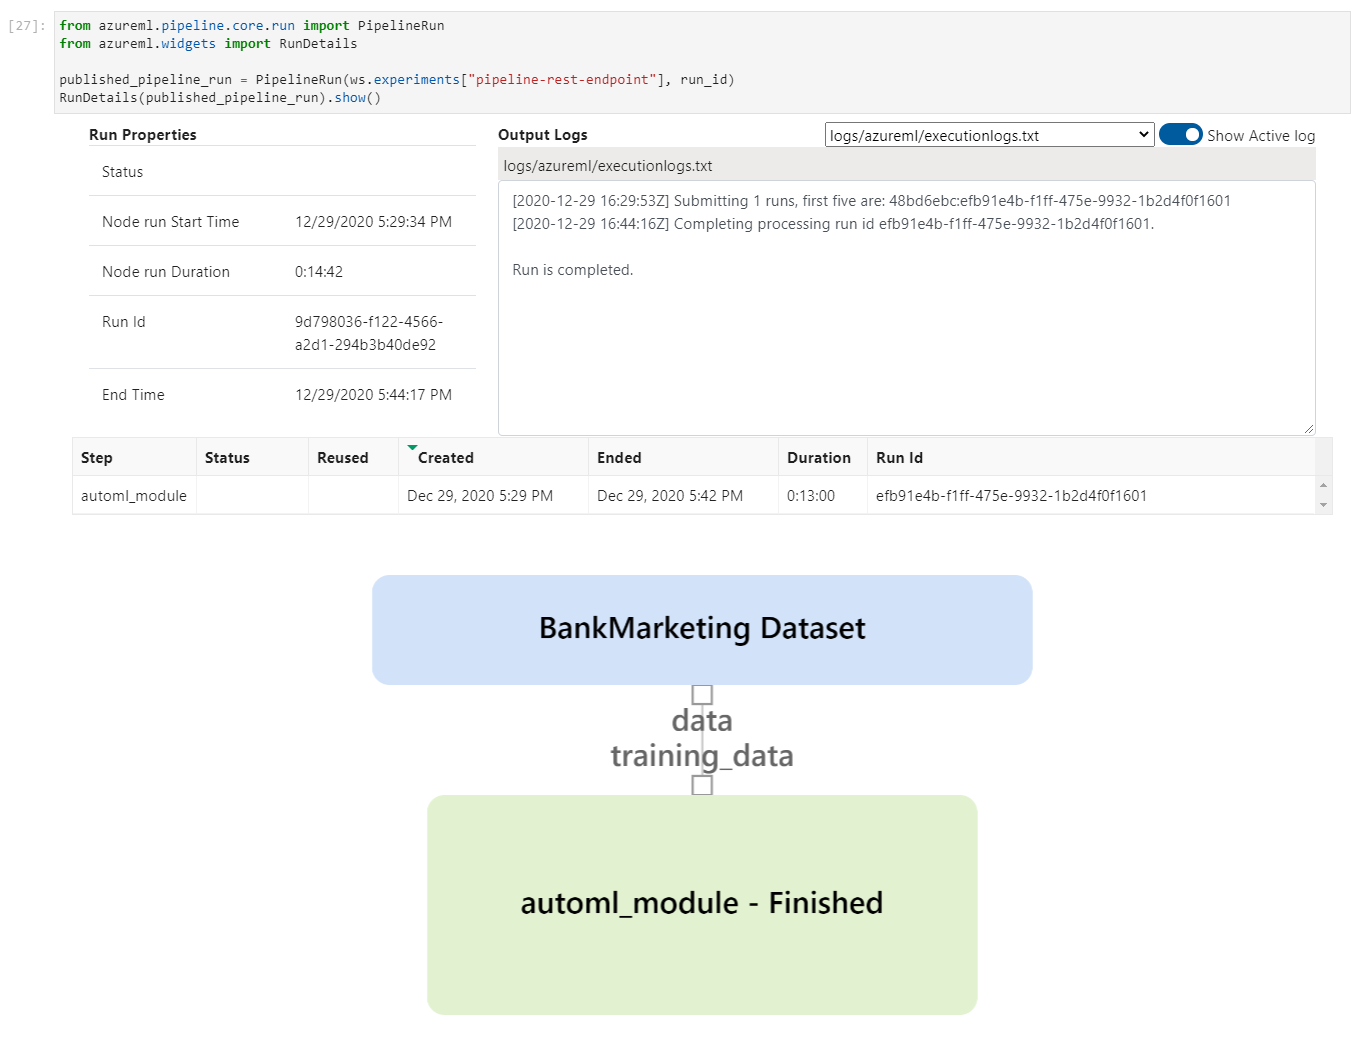 [27]:
from azureml.pipeline.core.run import PipelineRun
from azureml.widgets import RunDetails
published_pipeline_run = PipelineRun(ws.experiments["pipeline-rest-endpoint"], run_id)
RunDetails(published_pipeline_run).show()
Run Properties
Status
Node run Start Time 12/29/2020 5:29:34 PM
Node run Duration 0:14:42
Run Id 9d798036-f122-4566-
a2d1-294b3b40de92
End Time 12/29/2020 5:44:17 PM
Output Logs
logs/azureml/executionlogs.txt
Show Active log
logs/azureml/executionlogs.txt
[2020-12-29 16:29:53Z] Submitting 1 runs, first five are: 48bd6ebc:efb91e4b-f1ff-475e-9932-1b2d4f0f1601
[2020-12-29 16:44:16Z] Completing processing run id efb91e4b-f1ff-475e-9932-1b2d4f0f1601.
Run is completed.
Step Status Reused Created Ended Duration Run Id
automl_module Dec 29, 2020 5:29 PM Dec 29, 2020 5:42 PM 0:13:00 efb91e4b-f1ff-475e-9932-1b2d4f0f1601
BankMarketing Dataset
data
training_data
automl_module - Finished